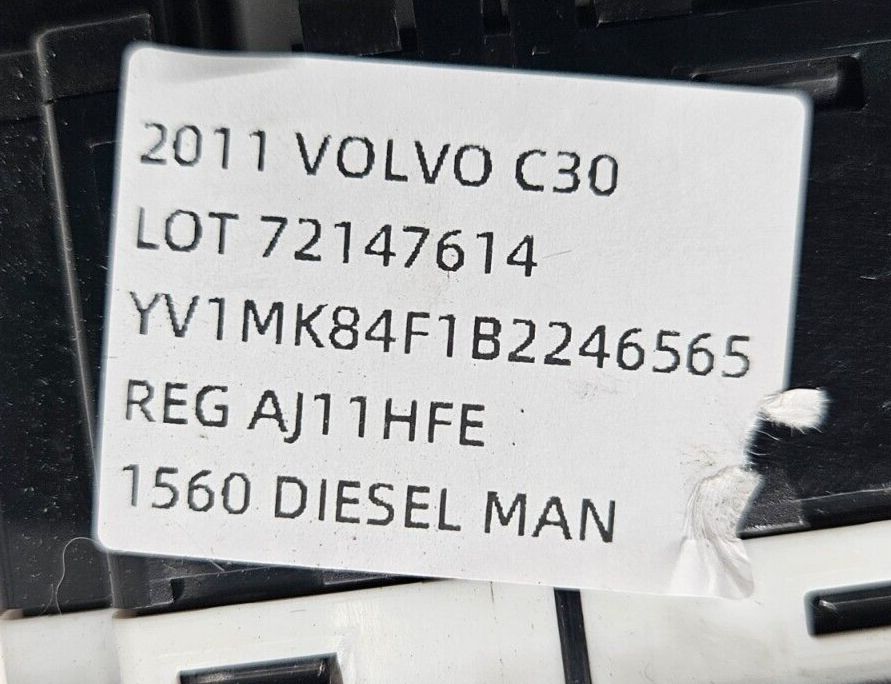 2011 VOLVO C30
LOT 72147614
YV1MK84F1B2246565
REG AJ11HFE
1560 DIESEL MAN